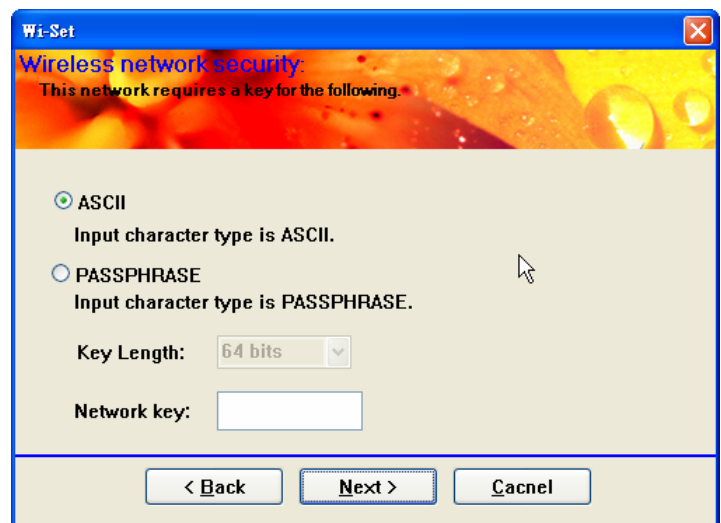 Wi-Set
Wireless network security:
This network requires a key for the following.
ASCII
Input character type is ASCII.
PASSPHRASE
Input character type is PASSPHRASE.
Key Length: 64 bits
Network key:
< Back Next > Cacnel